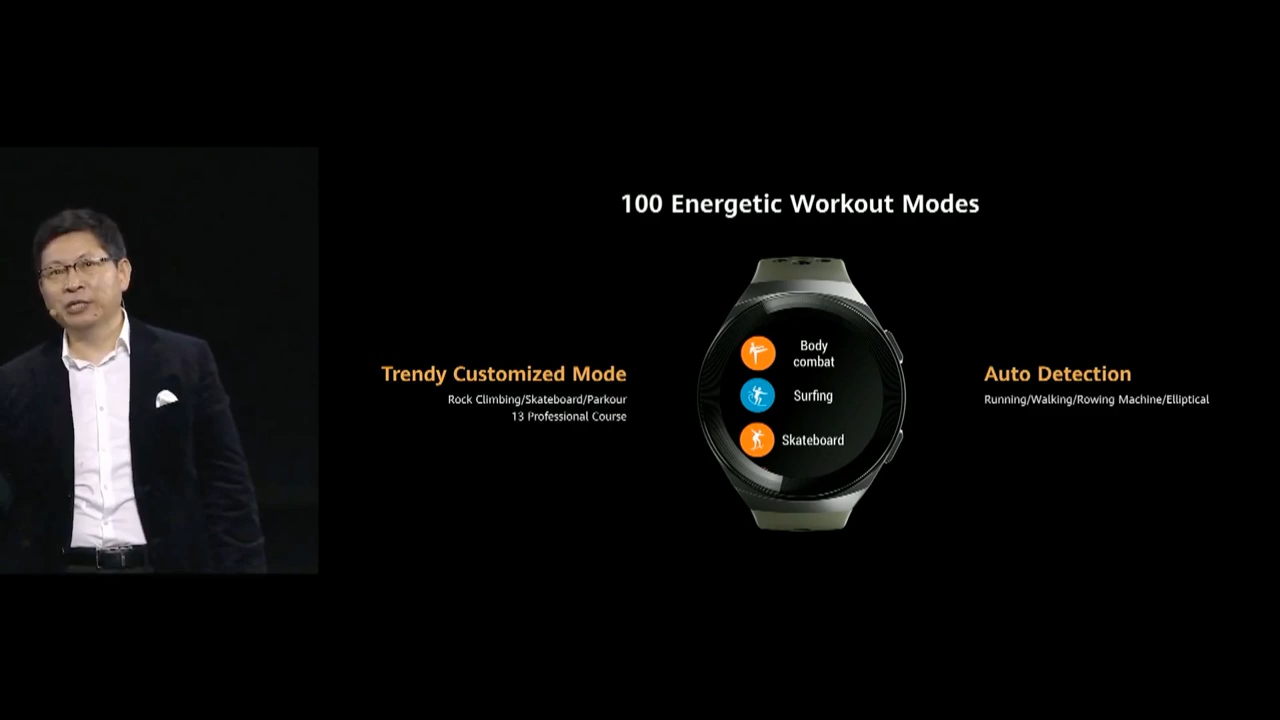 100 Energetic Workout Modes
Body
combat
Trendy Customized Mode
Rock Climbing/Skateboard/Parkour
13 Professional Course
Surfing
Skateboard
Auto Detection
Running/Walking/Rowing Machine/Elliptical